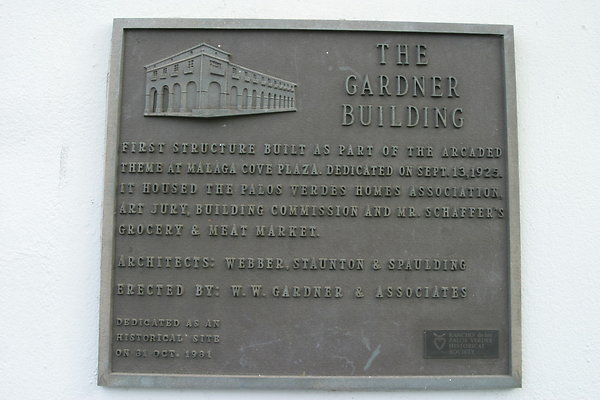 THE
GARDNER
BUILDING
FIRST STRUCTURE BUILT AS PART OF THE ARCADED
THEME AT MALAGA COVE PLAZA. DEDICATED ON SEPT. 13, 1925.
IT HOUSED THE PALOS VERDES HOMES ASSOCIATION,
ART JURY, BUILDING COMMISSION AND MR. SCHAFFER'S
GROCERY & MEAT MARKET.
ARCHITECTS: WEBBER, STAUNTON & SPAULDING
ERECTED BY: W. W. GARDNER & ASSOCIATES
DEDICATED AS AN
HISTORICAL SITE
ON 31 OCT. 1981
RANCHO de los
PALOS VERDES
HISTORICAL
SOCIETY